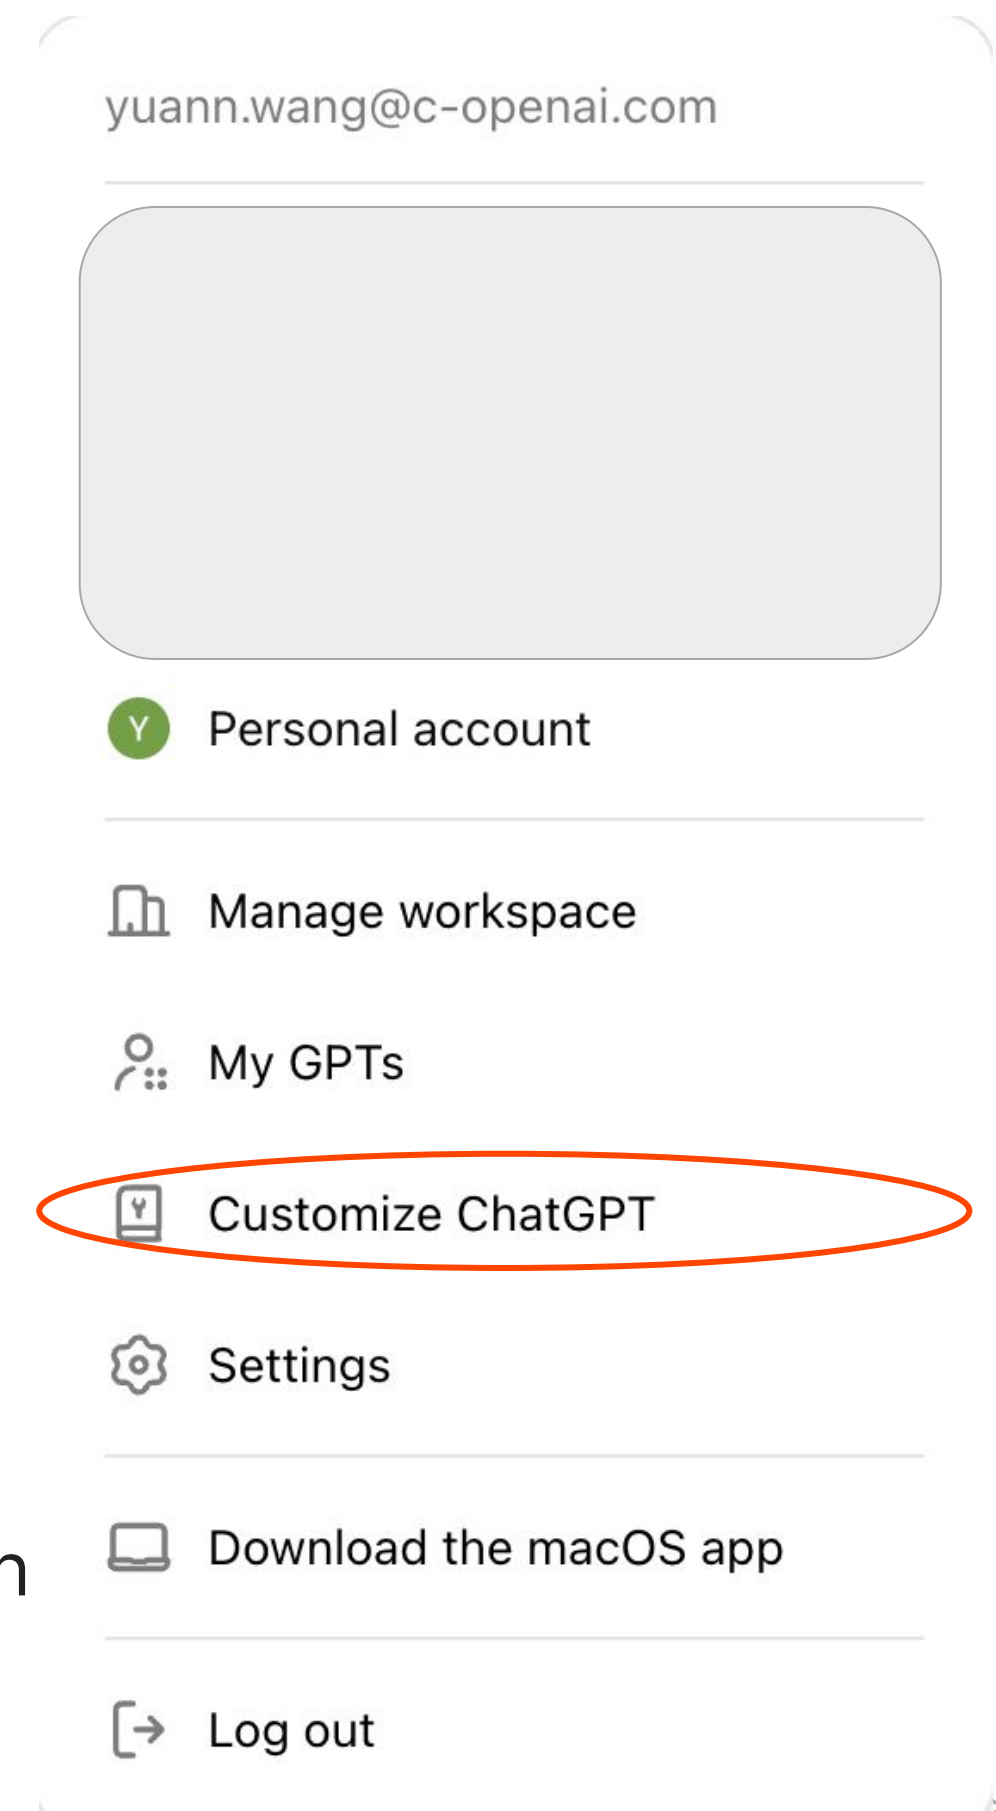 yuann.wang@c-openai.com
Y Personal account
Manage workspace
My GPTs
Customize ChatGPT
Settings
n
Download the macOS app
Log out